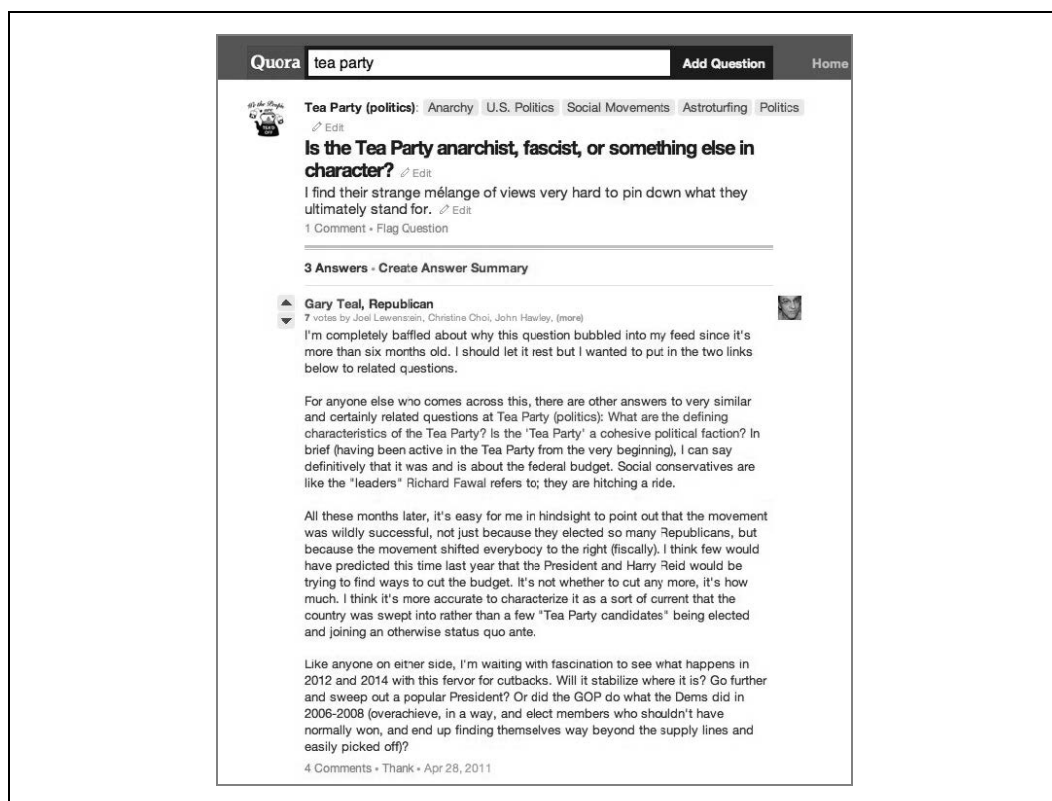 Quora tea party Add Question Home
Tea Party (politics): Anarchy U.S. Politics Social Movements Astroturfing Politics
Edit
Is the Tea Party anarchist, fascist, or something else in
character? Edit
I find their strange mélange of views very hard to pin down what they
ultimately stand for. Edit
1 Comment • Flag Question
3 Answers • Create Answer Summary
Gary Teal, Republican
7 votes by Joel Lewenstein, Christine Choi, John Hawley, (more)
I'm completely baffled about why this question bubbled into my feed since it's
more than six months old. I should let it rest but I wanted to put in the two links
below to related questions.
For anyone else who comes across this, there are other answers to very similar
and certainly related questions at Tea Party (politics): What are the defining
characteristics of the Tea Party? Is the 'Tea Party' a cohesive political faction? In
brief (having been active in the Tea Party from the very beginning), I can say
definitively that it was and is about the federal budget. Social conservatives are
like the "leaders" Richard Fawal refers to; they are hitching a ride.
All these months later, it's easy for me in hindsight to point out that the movement
was wildly successful, not just because they elected so many Republicans, but
because the movement shifted everybody to the right (fiscally). I think few would
have predicted this time last year that the President and Harry Reid would be
trying to find ways to cut the budget. It's not whether to cut any more, it's how
much. I think it's more accurate to characterize it as a sort of current that the
country was swept into rather than a few "Tea Party candidates" being elected
and joining an otherwise status quo ante.
Like anyone on either side, I'm waiting with fascination to see what happens in
2012 and 2014 with this fervor for cutbacks. Will it stabilize where it is? Go further
and sweep out a popular President? Or did the GOP do what the Dems did in
2006-2008 (overachieve, in a way, and elect members who shouldn't have
normally won, and end up finding themselves way beyond the supply lines and
easily picked off)?
4 Comments • Thank • Apr 28, 2011